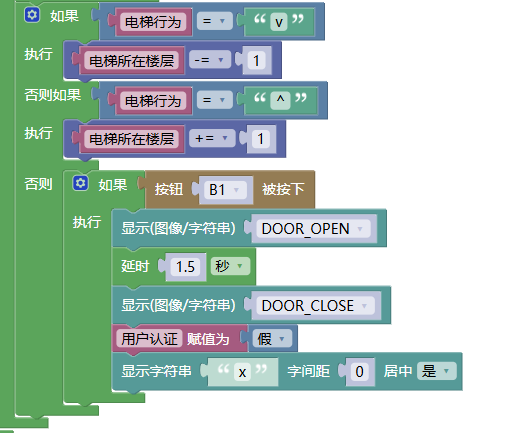 如果 电梯行为 = “ v ”
执行 电梯所在楼层 -= 1
否则如果 电梯行为 = “ ^ ”
执行 电梯所在楼层 += 1
否则 如果 按钮 B1 被按下
执行 显示(图像/字符串) DOOR_OPEN
延时 1.5 秒
显示(图像/字符串) DOOR_CLOSE
用户认证 赋值为 假
显示字符串 “ x ” 字间距 0 居中 是